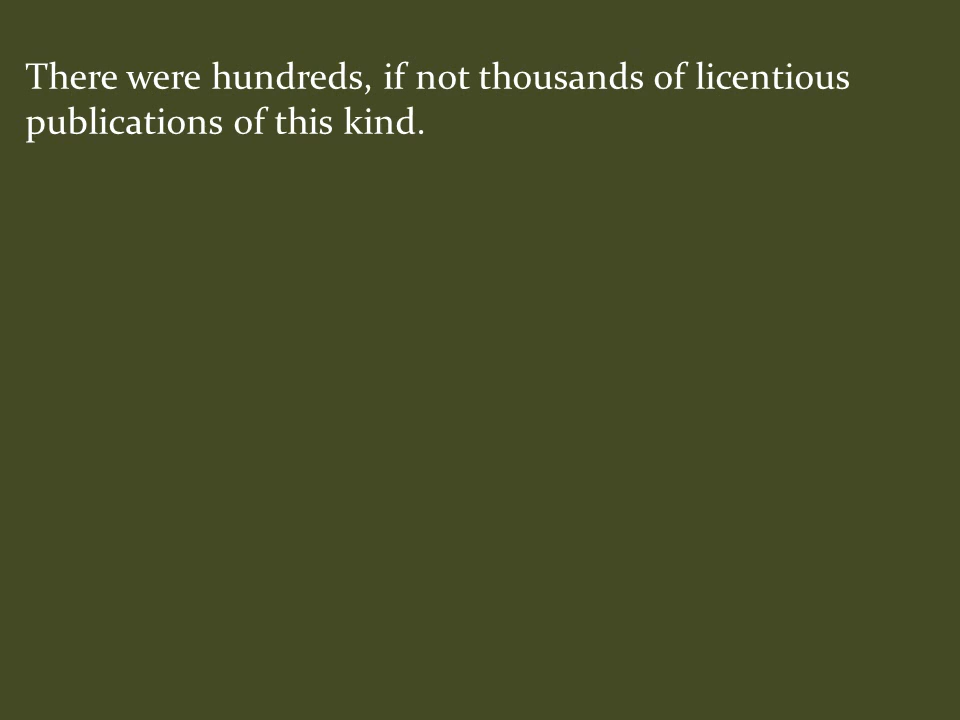 There were hundreds, if not thousands of licentious
publications of this kind.